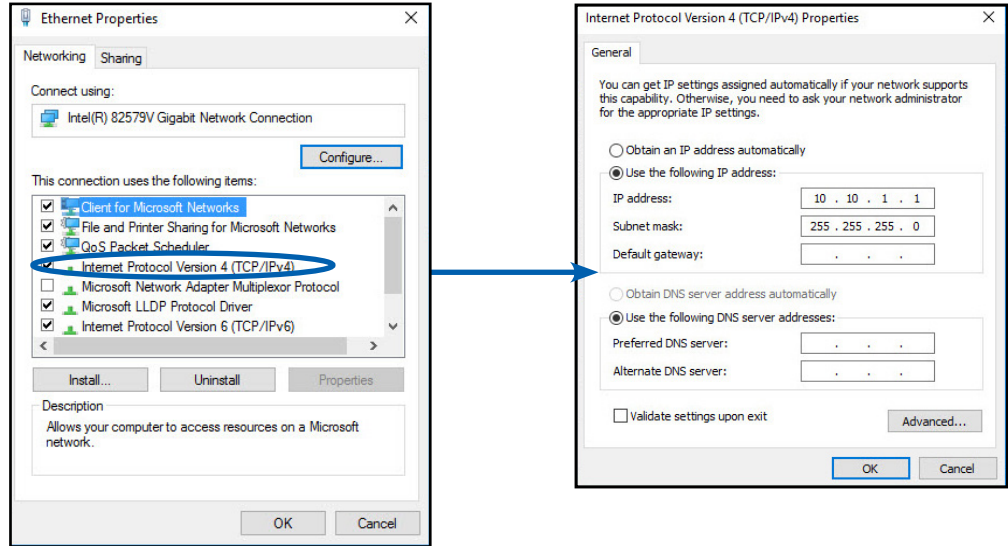 Ethernet Properties
Networking
Sharing
Connect using:
Intel(R) 82579V Gigabit Network Connection
Configure...
This connection uses the following items:
Client for Microsoft Networks
File and Printer Sharing for Microsoft Networks
QoS Packet Scheduler
Internet Protocol Version 4 (TCP/IPv4)
Microsoft Network Adapter Multiplexor Protocol
Microsoft LLDP Protocol Driver
Internet Protocol Version 6 (TCP/IPv6)
Install...
Uninstall
Properties
Description
Allows your computer to access resources on a Microsoft
network.
OK
Cancel
Internet Protocol Version 4 (TCP/IPv4) Properties
General
You can get IP settings assigned automatically if your network supports
this capability. Otherwise, you need to ask your network administrator
for the appropriate IP settings.
Obtain an IP address automatically
Use the following IP address:
IP address:
10 . 10 . 1 . 1
Subnet mask:
255 . 255 . 255 . 0
Default gateway:
. . .
Obtain DNS server address automatically
Use the following DNS server addresses:
Preferred DNS server:
. . .
Alternate DNS server:
. . .
Validate settings upon exit
Advanced...
OK
Cancel